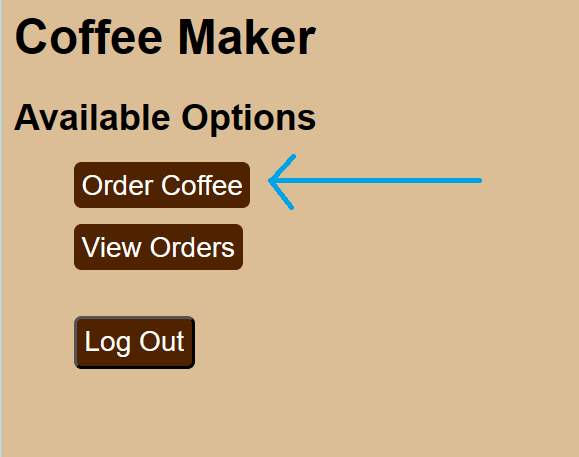 Coffee Maker
Available Options
Order Coffee
View Orders
Log Out